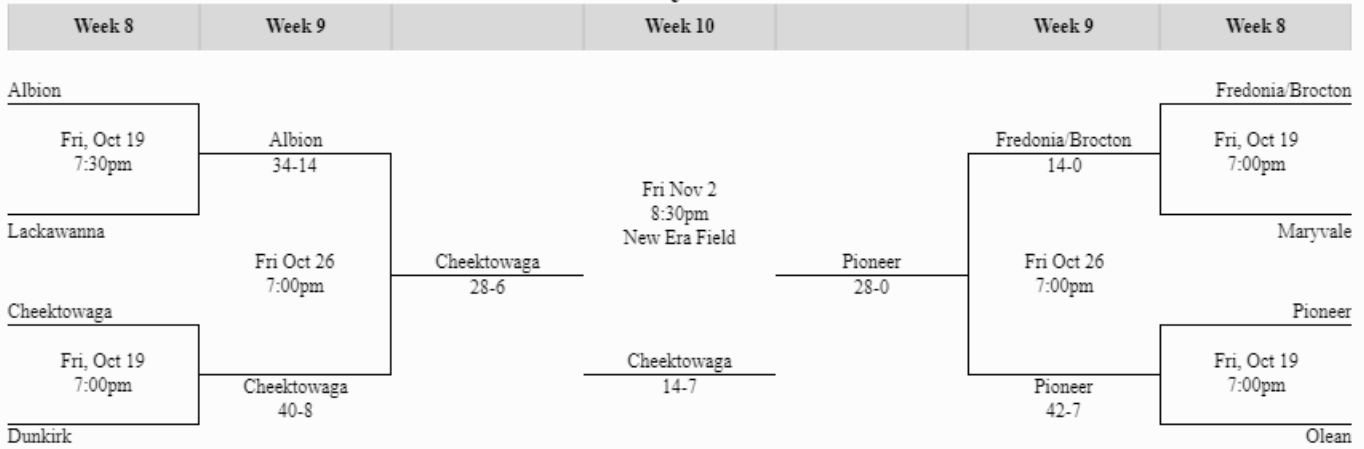 Week 8 Week 9 Week 10 Week 9 Week 8
Albion
Fri, Oct 19
7:30pm
Lackawanna
Albion
34-14
Fri Oct 26
7:00pm
Cheektowaga
Fri, Oct 19
7:00pm
Dunkirk
Cheektowaga
40-8
Cheektowaga
28-6
Fri Nov 2
8:30pm
New Era Field
Cheektowaga
14-7
Pioneer
28-0
Fredonia/Brocton
14-0
Fri Oct 26
7:00pm
Pioneer
42-7
Fredonia/Brocton
Fri, Oct 19
7:00pm
Maryvale
Pioneer
Fri, Oct 19
7:00pm
Olean